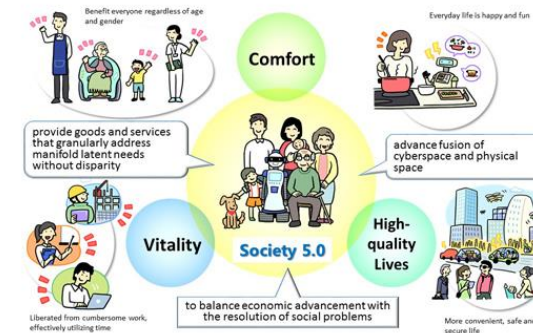 Benefit everyone regardless of age
and gender
Everyday life is happy and fun
Comfort
provide goods and services
that granularly address
manifold latent needs
without disparity
advance fusion of
cyberspace and physical
space
Vitality
Society 5.0
High-
quality
Lives
Liberated from cumbersome work,
effectively utilizing time
to balance economic advancement with
the resolution of social problems
More convenient, safe and
secure life